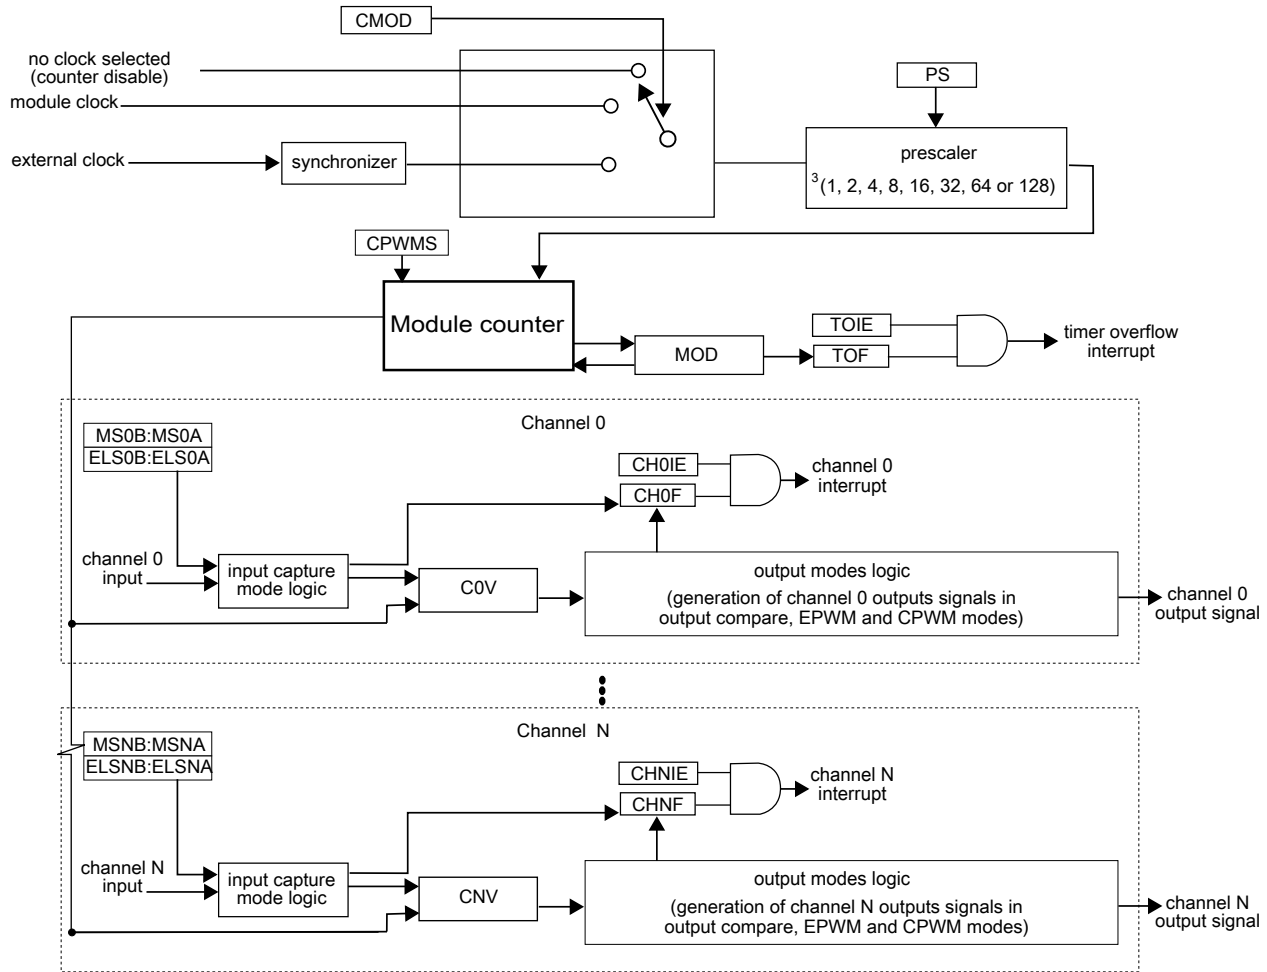 CMOD
no clock selected
(counter disable)
module clock
external clock
synchronizer
PS
prescaler
3 (1, 2, 4, 8, 16, 32, 64 or 128)
CPWMS
Module counter
MOD
TOIE
TOF
timer overflow
interrupt
Channel 0
MS0B:MS0A
ELS0B:ELS0A
CH0IE
CH0F
channel 0
interrupt
channel 0
input
input capture
mode logic
C0V
output modes logic
(generation of channel 0 outputs signals in
output compare, EPWM and CPWM modes)
channel 0
output signal
Channel N
MSNB:MSNA
ELSNB:ELSNA
CHNIE
CHNF
channel N
interrupt
channel N
input
input capture
mode logic
CNV
output modes logic
(generation of channel N outputs signals in
output compare, EPWM and CPWM modes)
channel N
output signal